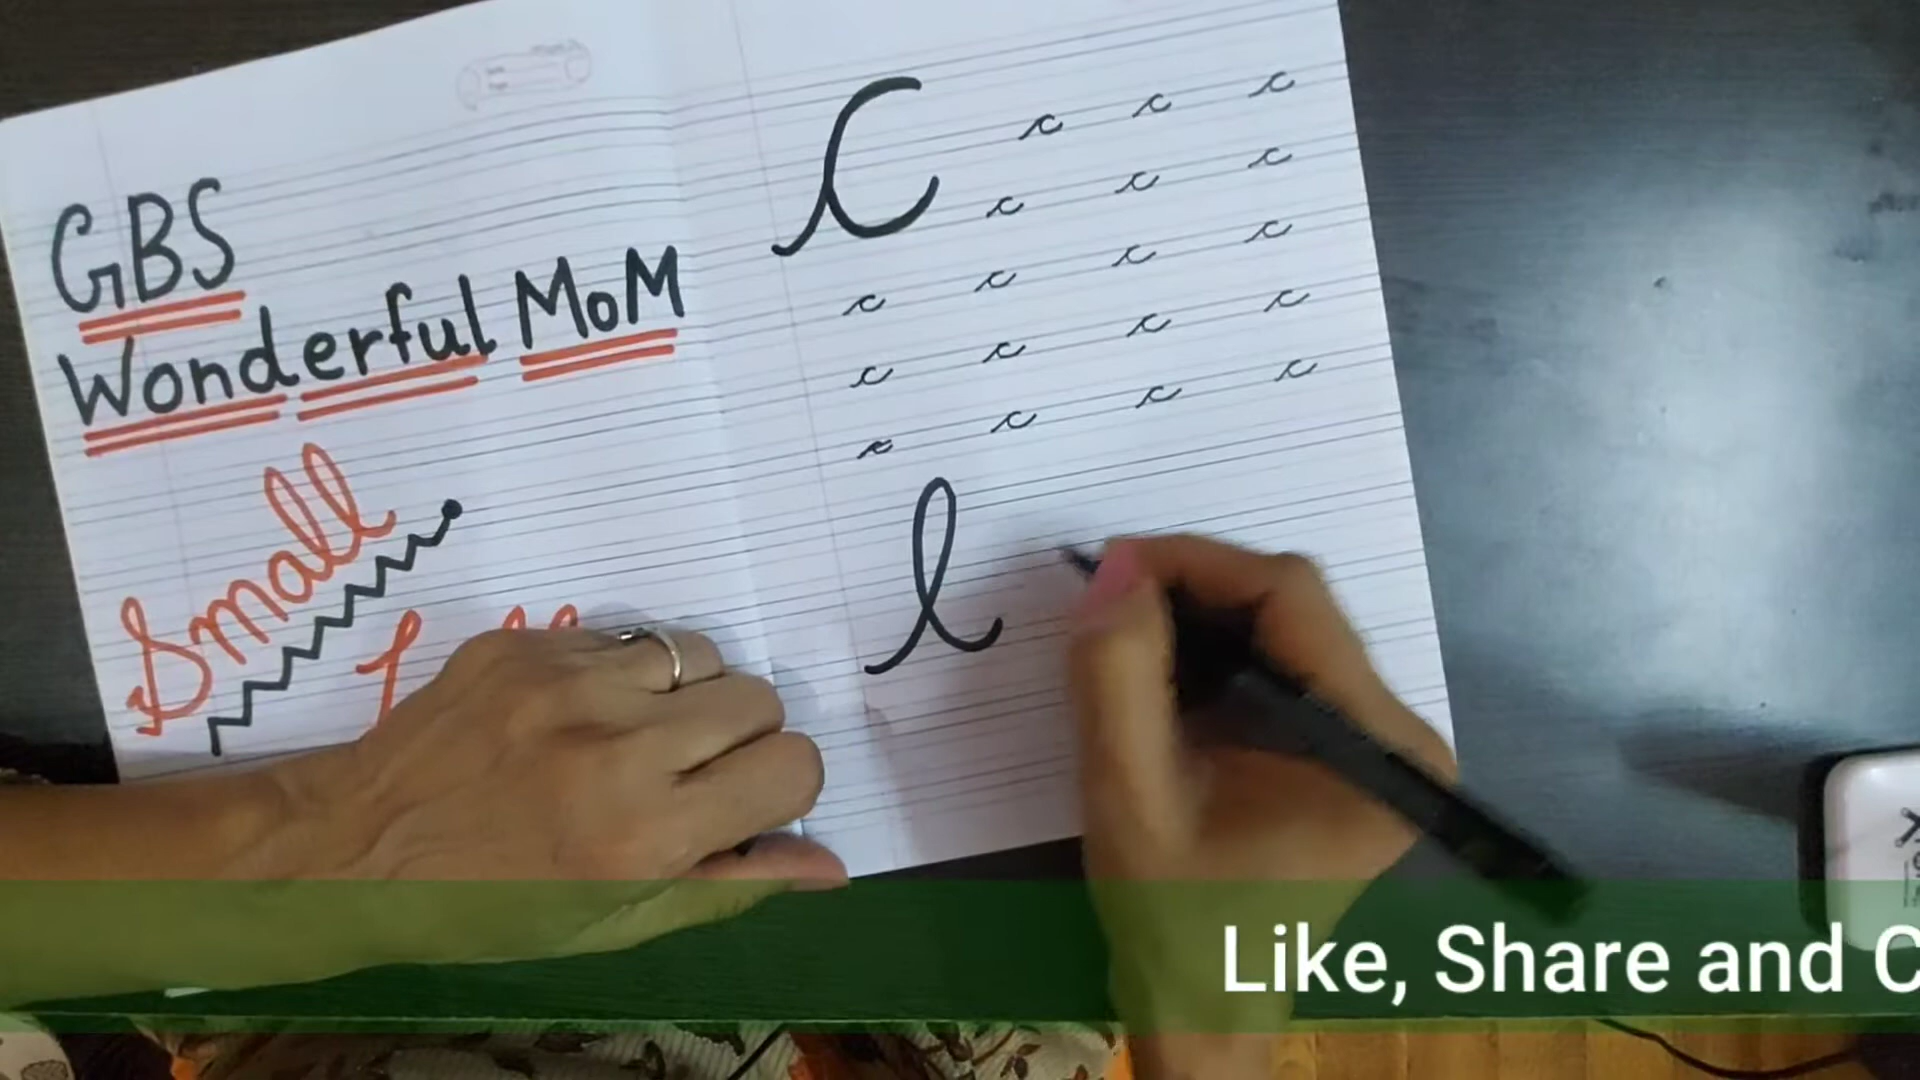 GBS
Wonderful MoM
Small
c
c c c
c c c
c c c c
c c c c
c c c c
l
Like, Share and C